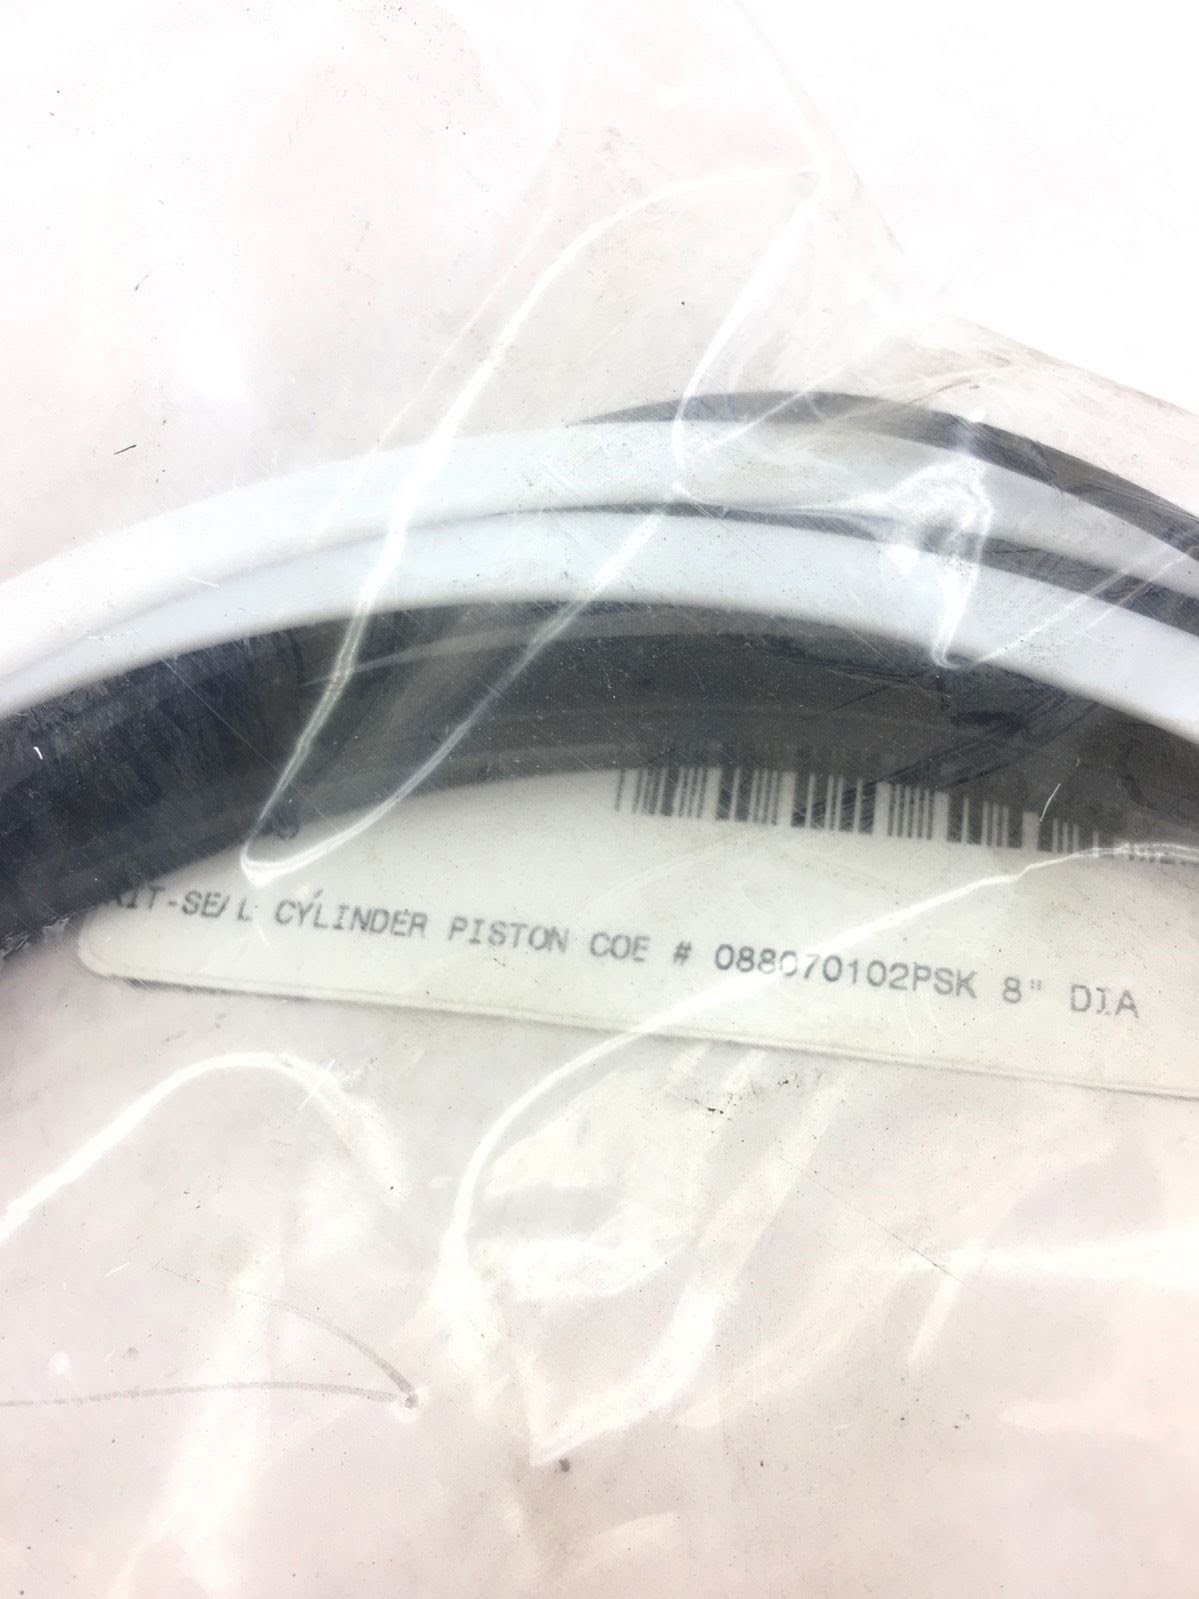 KIT-SEAL CYLINDER PISTON COE # 088070102PSK 8" DIA